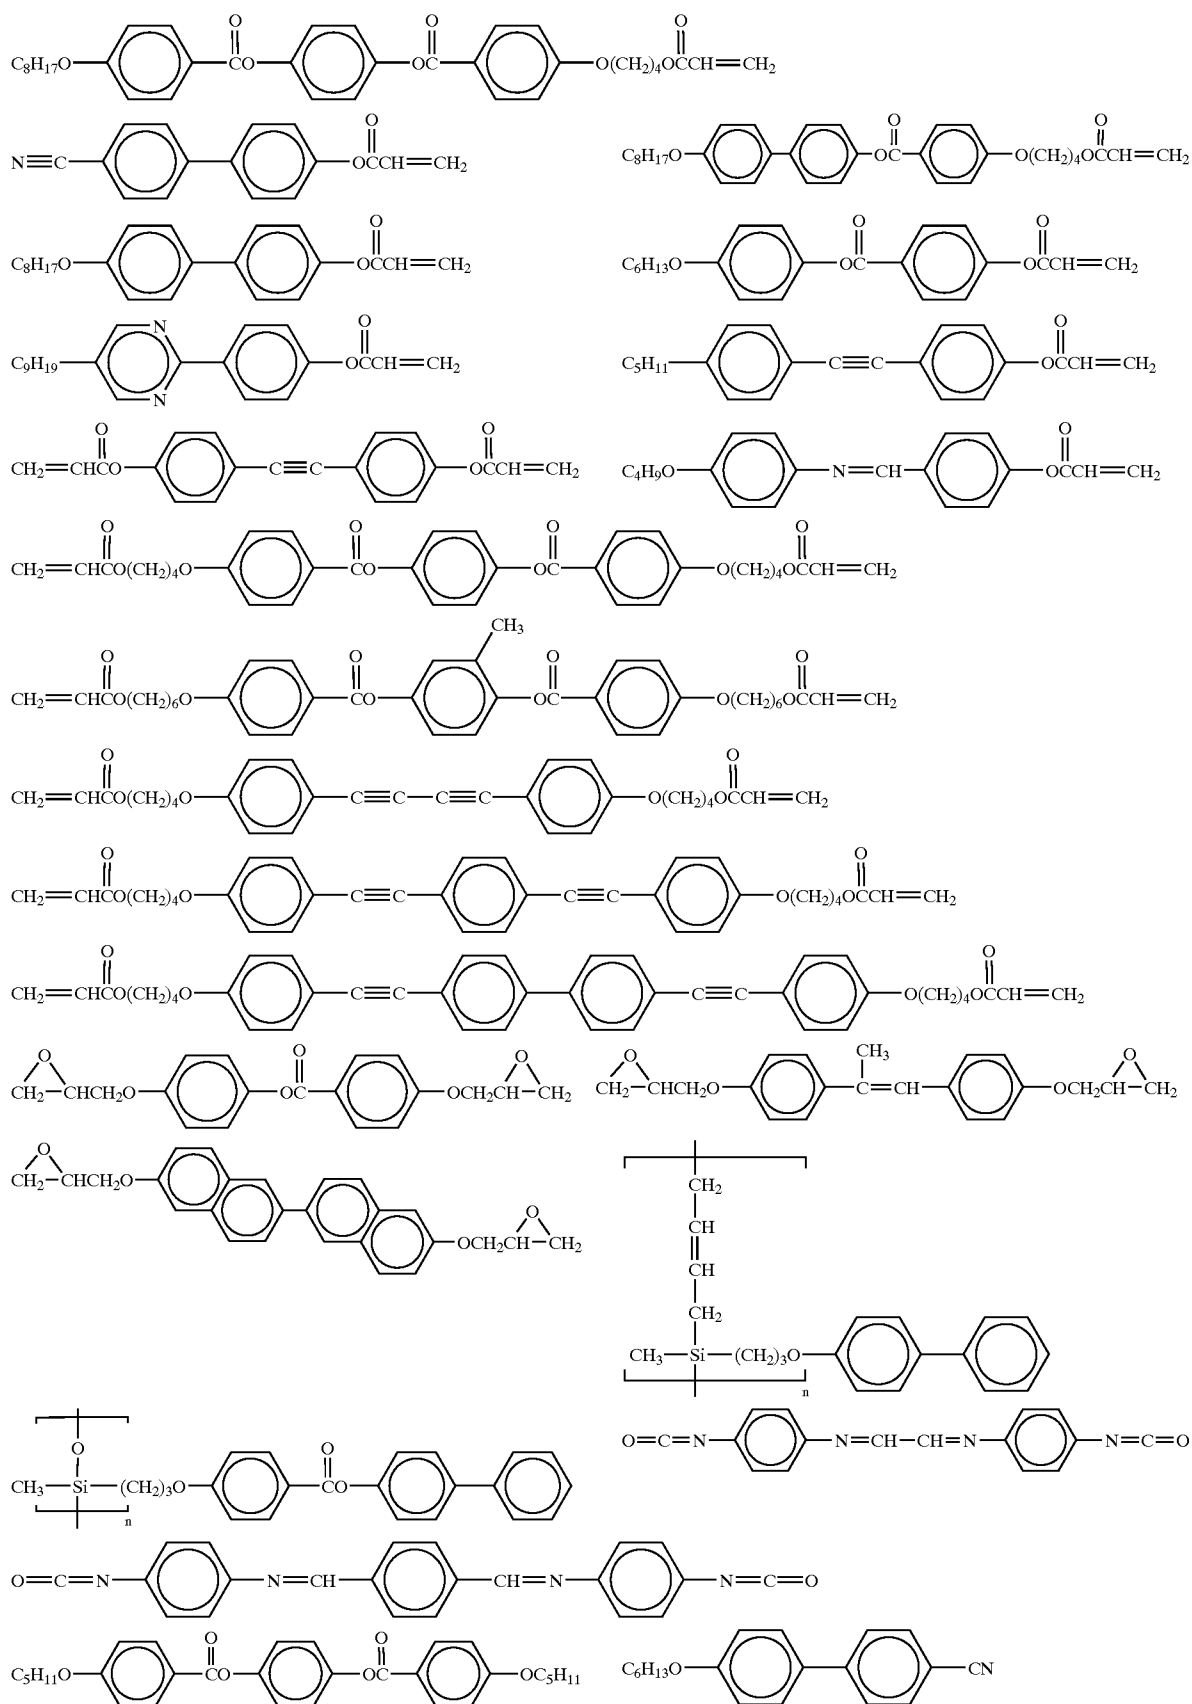 O O O
C8H17O CO OC O(CH2)4OCCH CH2
O O O
N C OCCH CH2 C8H17O OC O(CH2)4OCCH CH2
O O O
C8H17O OCCH CH2 C6H13O OC OCCH CH2
N O O
C9H19 OCCH CH2 C5H11 C C OCCH CH2
N
O O O
CH2 CHCO C C OCCH CH2 C4H9O N CH OCCH CH2
O O O O
CH2 CHCO(CH2)4O CO OC O(CH2)4OCCH CH2
CH3
O O O O
CH2 CHCO(CH2)6O CO OC O(CH2)6OCCH CH2
O O
CH2 CHCO(CH2)4O C C C C O(CH2)4OCCH CH2
O O
CH2 CHCO(CH2)4O C C C C O(CH2)4OCCH CH2
O O
CH2 CHCO(CH2)4O C C C C O(CH2)4OCCH CH2
O O O O CH3 O
CH2 CHCH2O OC OCH2CH CH2 CH2 CHCH2O C CH OCH2CH CH2
O
CH2 CHCH2O CH2
O CH
OCH2CH CH2
CH
CH2
CH3 Si (CH2)3O
n
O C N N CH CH N N C O
O O
CH3 Si (CH2)3O CO
n
O C N N CH CH N N C O
O O
C5H11O CO OC OC5H11 C6H13O CN